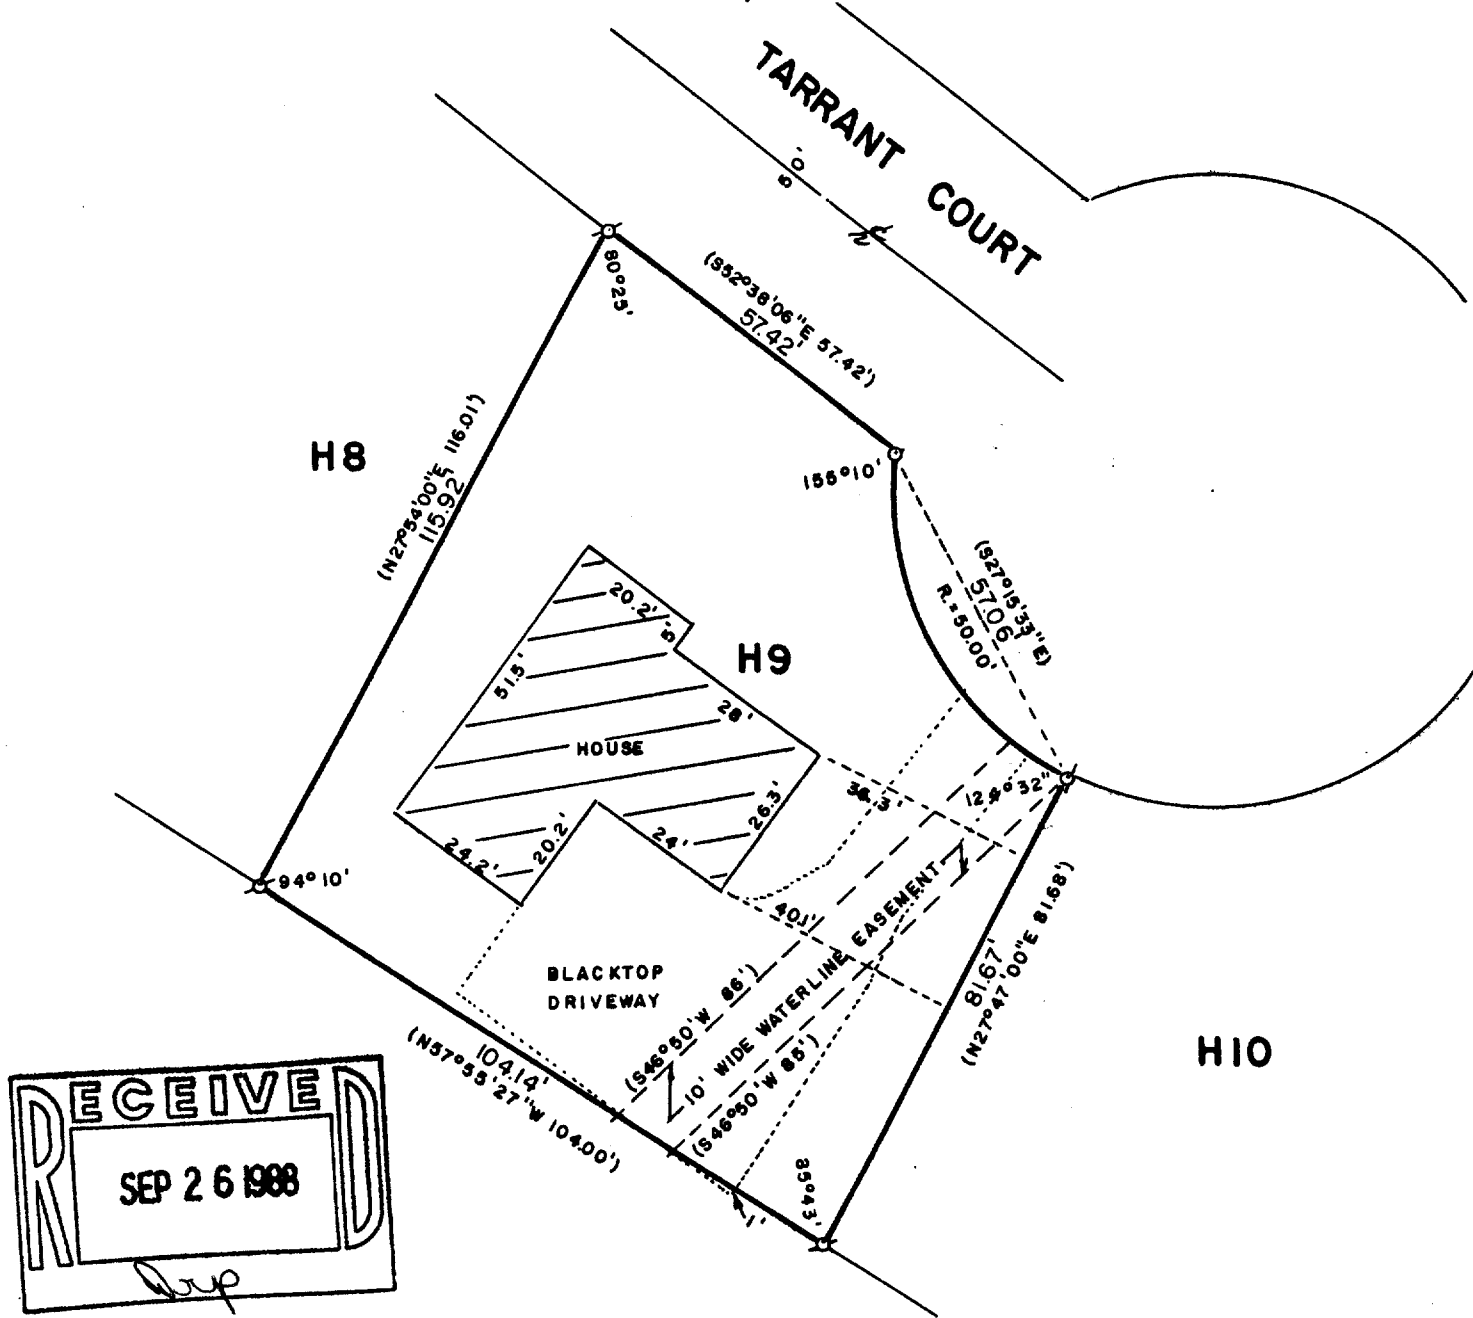 TARRANT COURT
50'
80°25'
(S52°38'06"E 57.42')
57.42'
H8
(N27°54'00"E 116.01')
115.92'
155°10'
(S27°15'33"E)
57.06'
R.=50.00'
20.2'
5'
H9
51.5'
28'
HOUSE
36.3'
26.3'
24'
20.2'
24.2'
94°10'
40.1'
10' WIDE WATERLINE EASEMENT
(S46°50'W 86')
(S46°50'W 85')
BLACKTOP
DRIVEWAY
81.67'
(N27°47'00"E 81.68')
H10
104.14'
(N57°55'27"W 104.00')
85°43'
1'
RECEIVED
SEP 26 1988